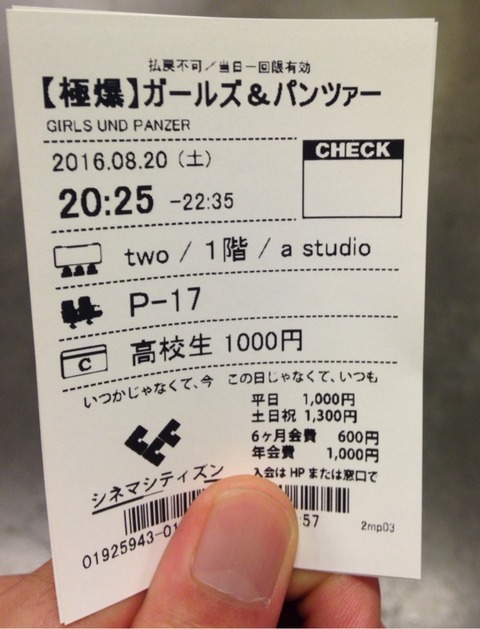 払戻不可／当日一回限有効
【極爆】ガールズ＆パンツァー
GIRLS UND PANZER
CHECK
2016.08.20（土）
20:25 -22:35
two / 1階 / a studio
P-17
C
高校生 1000円
いつかじゃなくて、今 この日じゃなくて、いつも
平日 1,000円
土日祝 1,300円
6ヶ月会費 600円
年会費 1,000円
入会は HP または窓口で
シネマシティズン
01925943-01
57
2mp03